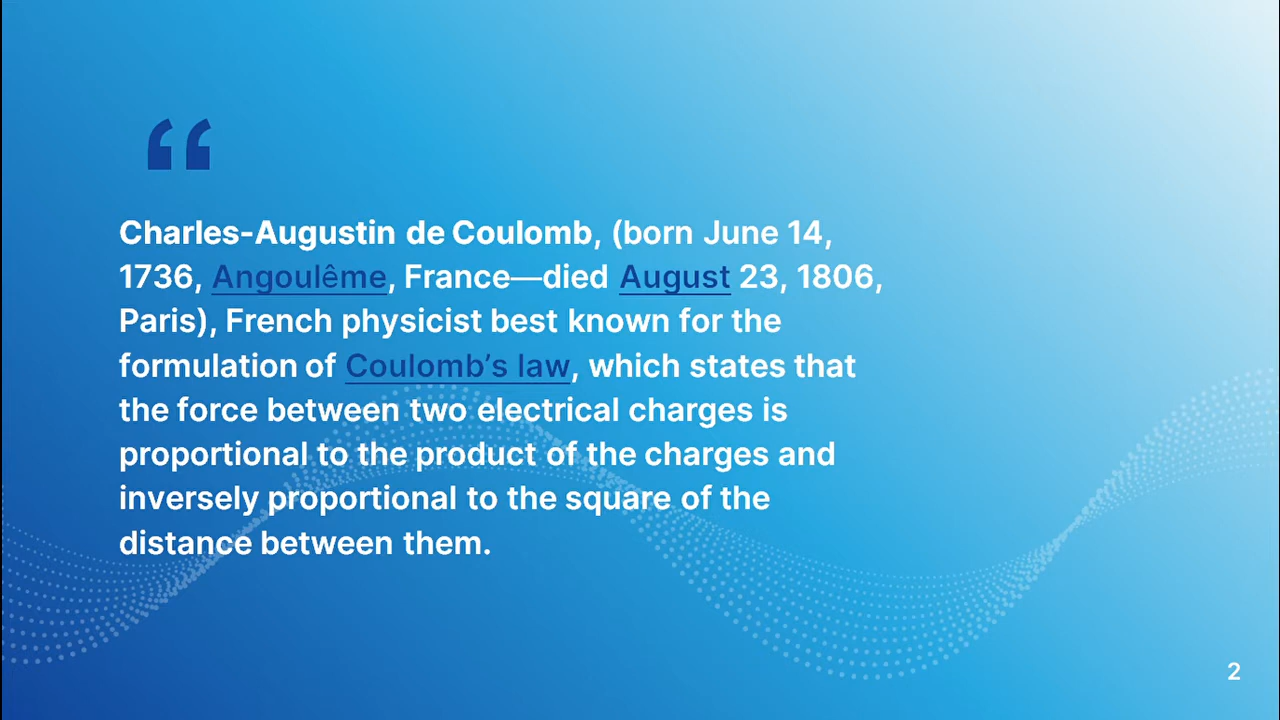 “
Charles-Augustin de Coulomb, (born June 14,
1736, Angoulême, France—died August 23, 1806,
Paris), French physicist best known for the
formulation of Coulomb’s law, which states that
the force between two electrical charges is
proportional to the product of the charges and
inversely proportional to the square of the
distance between them.
2